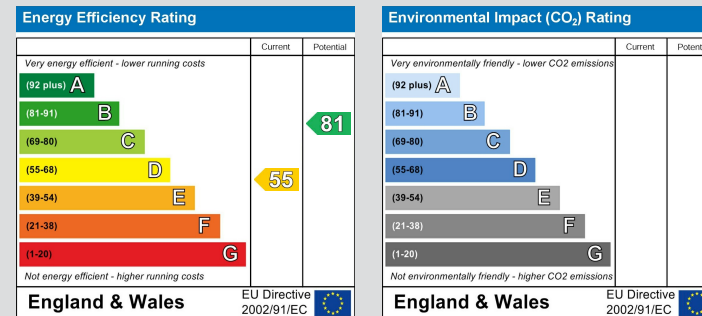 Energy Efficiency Rating
Current Potential
Very energy efficient - lower running costs
(92 plus) A
(81-91) B
81
(69-80) C
(55-68) D
55
(39-54) E
(21-38) F
(1-20) G
Not energy efficient - higher running costs
England & Wales
EU Directive
2002/91/EC
Environmental Impact (CO2) Rating
Current Potent
Very environmentally friendly - lower CO2 emissions
(92 plus) A
(81-91) B
(69-80) C
(55-68) D
(39-54) E
(21-38) F
(1-20) G
Not environmentally friendly - higher CO2 emissions
England & Wales
EU Directive
2002/91/EC